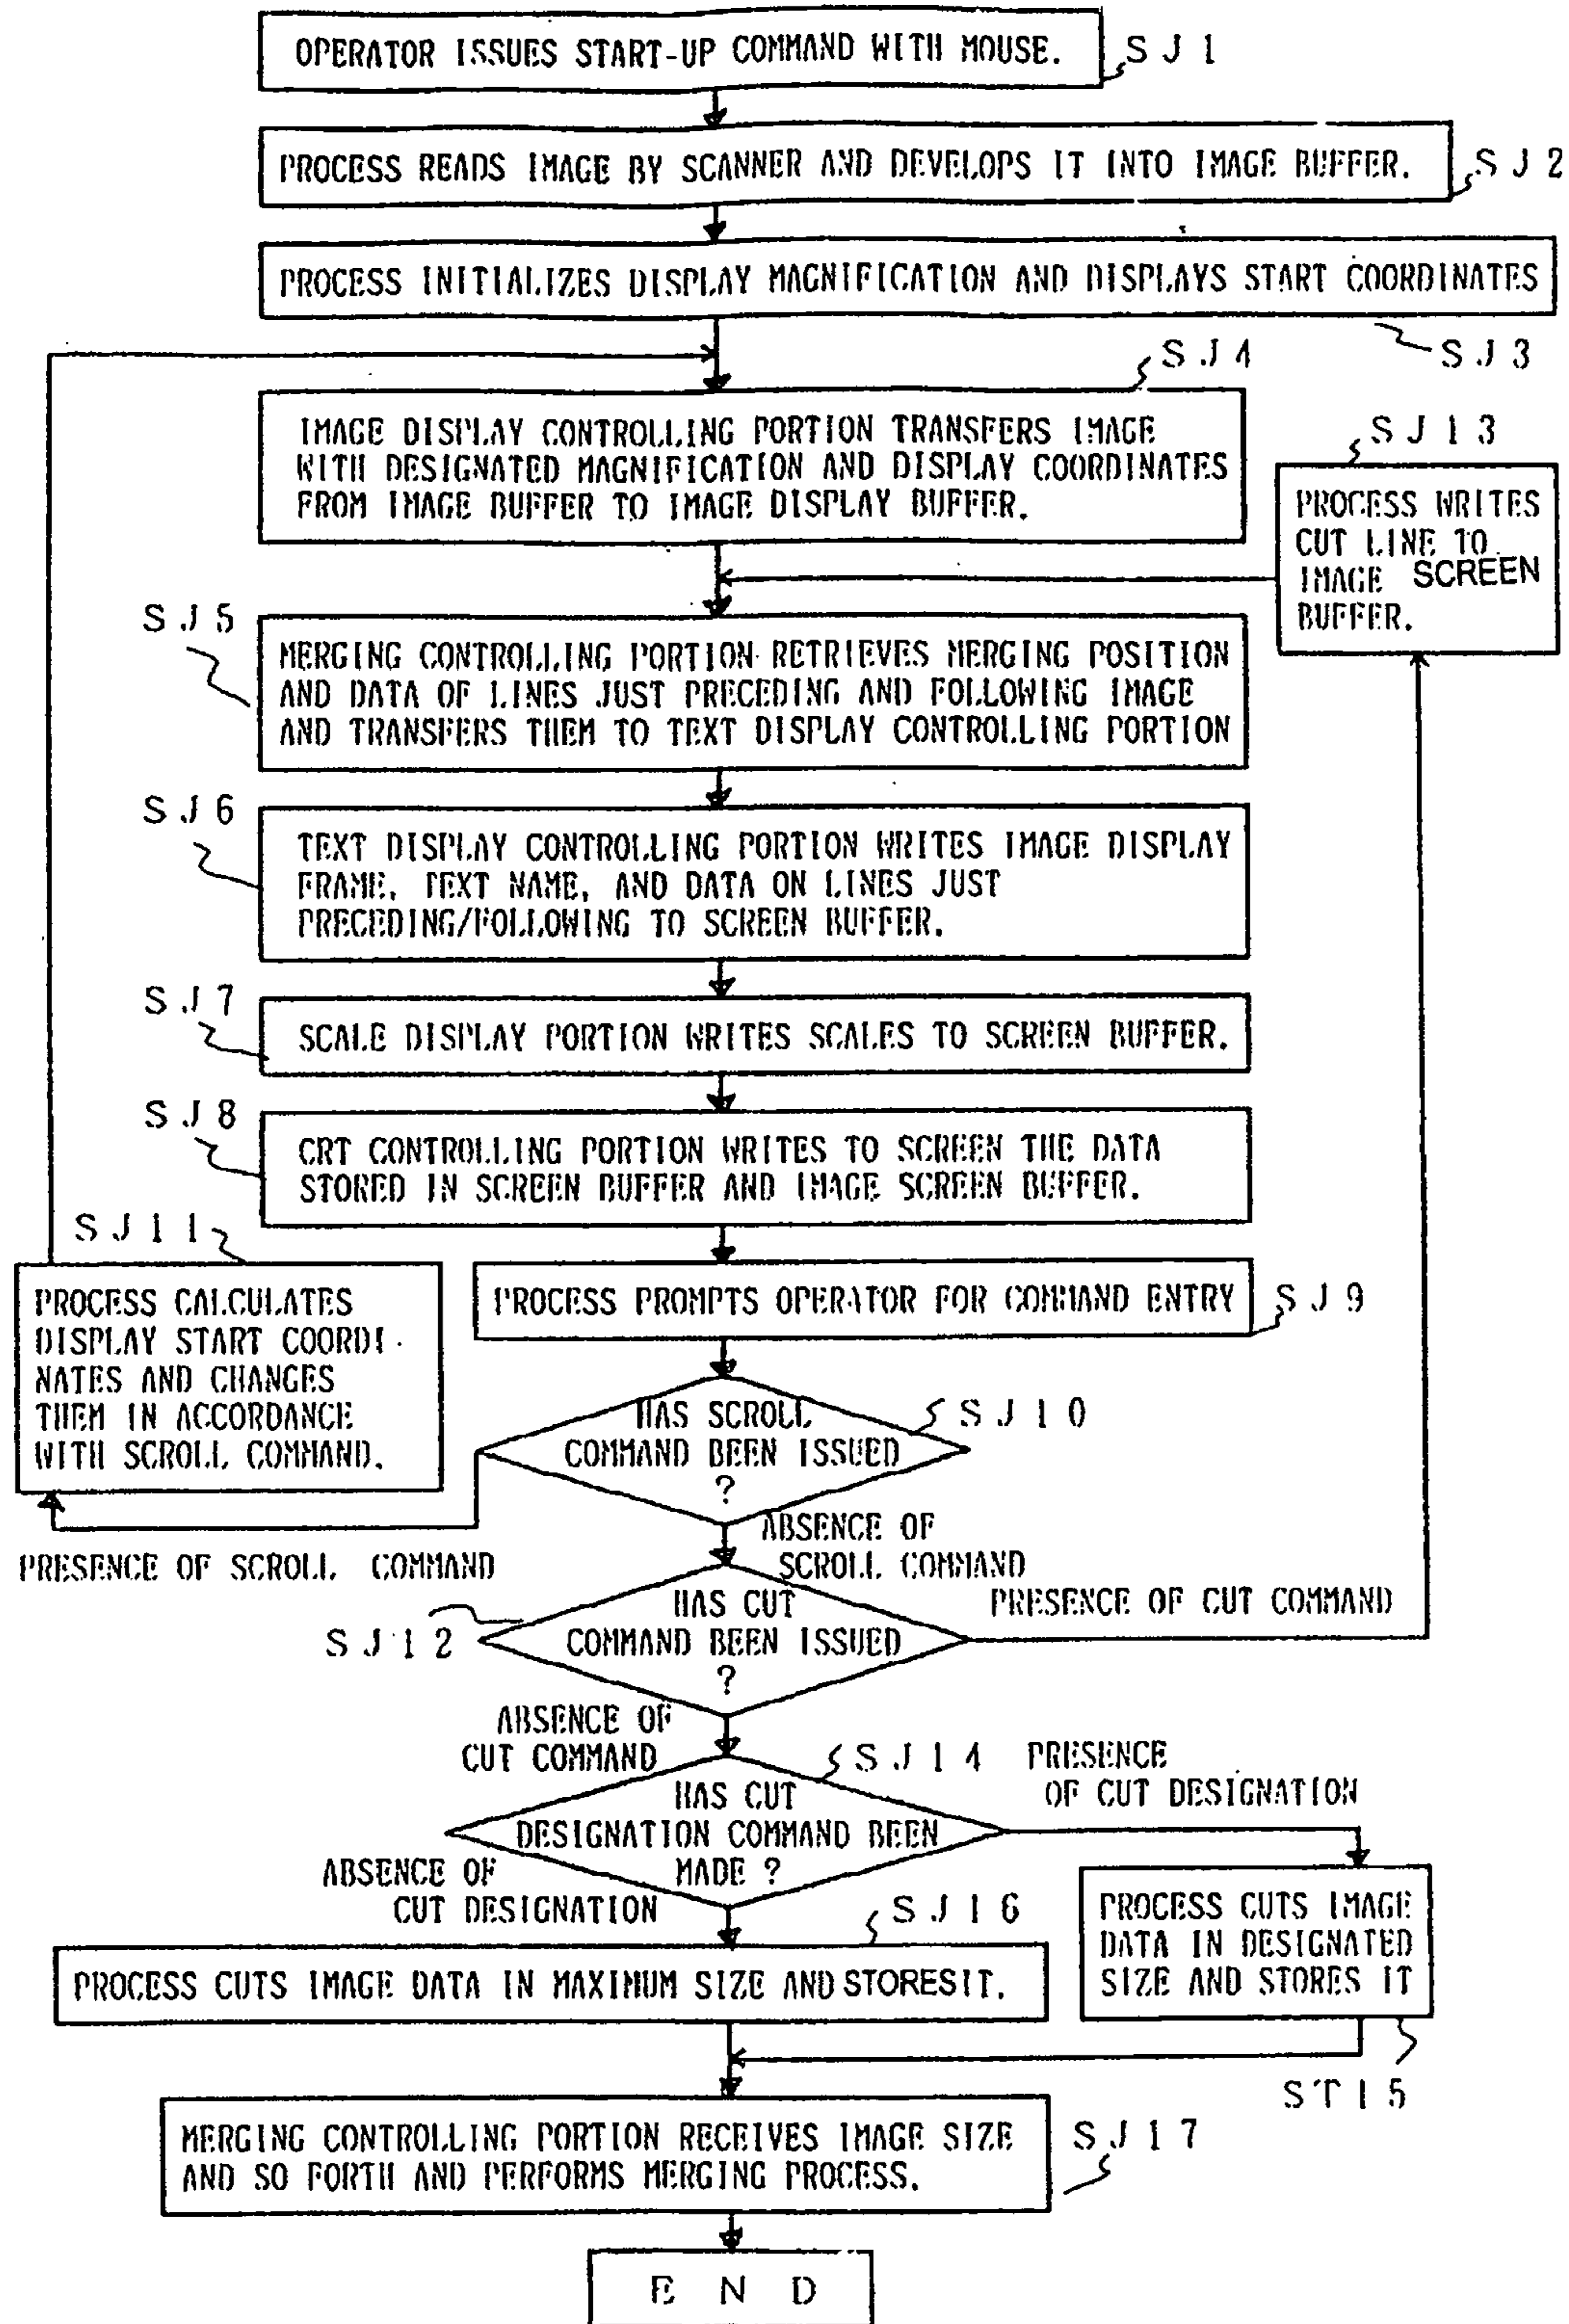 OPERATOR ISSUES START-UP COMMAND WITH MOUSE.
SJ1
PROCESS READS IMAGE BY SCANNER AND DEVELOPS IT INTO IMAGE BUFFER.
SJ2
PROCESS INITIALIZES DISPLAY MAGNIFICATION AND DISPLAYS START COORDINATES
SJ3
SJ4
IMAGE DISPLAY CONTROLLING PORTION TRANSFERS IMAGE
WITH DESIGNATED MAGNIFICATION AND DISPLAY COORDINATES
FROM IMAGE BUFFER TO IMAGE DISPLAY BUFFER.
SJ13
PROCESS WRITES
CUT LINE TO
IMAGE SCREEN
BUFFER.
SJ5
MERGING CONTROLLING PORTION RETRIEVES MERGING POSITION
AND DATA OF LINES JUST PRECEDING AND FOLLOWING IMAGE
AND TRANSFERS THEM TO TEXT DISPLAY CONTROLLING PORTION
SJ6
TEXT DISPLAY CONTROLLING PORTION WRITES IMAGE DISPLAY
FRAME, TEXT NAME, AND DATA ON LINES JUST
PRECEDING/FOLLOWING TO SCREEN BUFFER.
SJ7
SCALE DISPLAY PORTION WRITES SCALES TO SCREEN BUFFER.
SJ8
CRT CONTROLLING PORTION WRITES TO SCREEN THE DATA
STORED IN SCREEN BUFFER AND IMAGE SCREEN BUFFER.
SJ11
PROCESS CALCULATES
DISPLAY START COORDI-
NATES AND CHANGES
THEM IN ACCORDANCE
WITH SCROLL COMMAND.
PROCESS PROMPTS OPERATOR FOR COMMAND ENTRY
SJ9
HAS SCROLL
COMMAND BEEN ISSUED
?
SJ10
PRESENCE OF SCROLL COMMAND
ABSENCE OF
SCROLL COMMAND
HAS CUT
COMMAND BEEN ISSUED
?
SJ12
PRESENCE OF CUT COMMAND
ABSENCE OF
CUT COMMAND
SJ14
HAS CUT
DESIGNATION COMMAND BEEN
MADE ?
PRESENCE
OF CUT DESIGNATION
ABSENCE OF
CUT DESIGNATION
SJ16
PROCESS CUTS IMAGE DATA IN MAXIMUM SIZE AND STORESIT.
PROCESS CUTS IMAGE
DATA IN DESIGNATED
SIZE AND STORES IT
ST15
MERGING CONTROLLING PORTION RECEIVES IMAGE SIZE
AND SO FORTH AND PERFORMS MERGING PROCESS.
SJ17
END